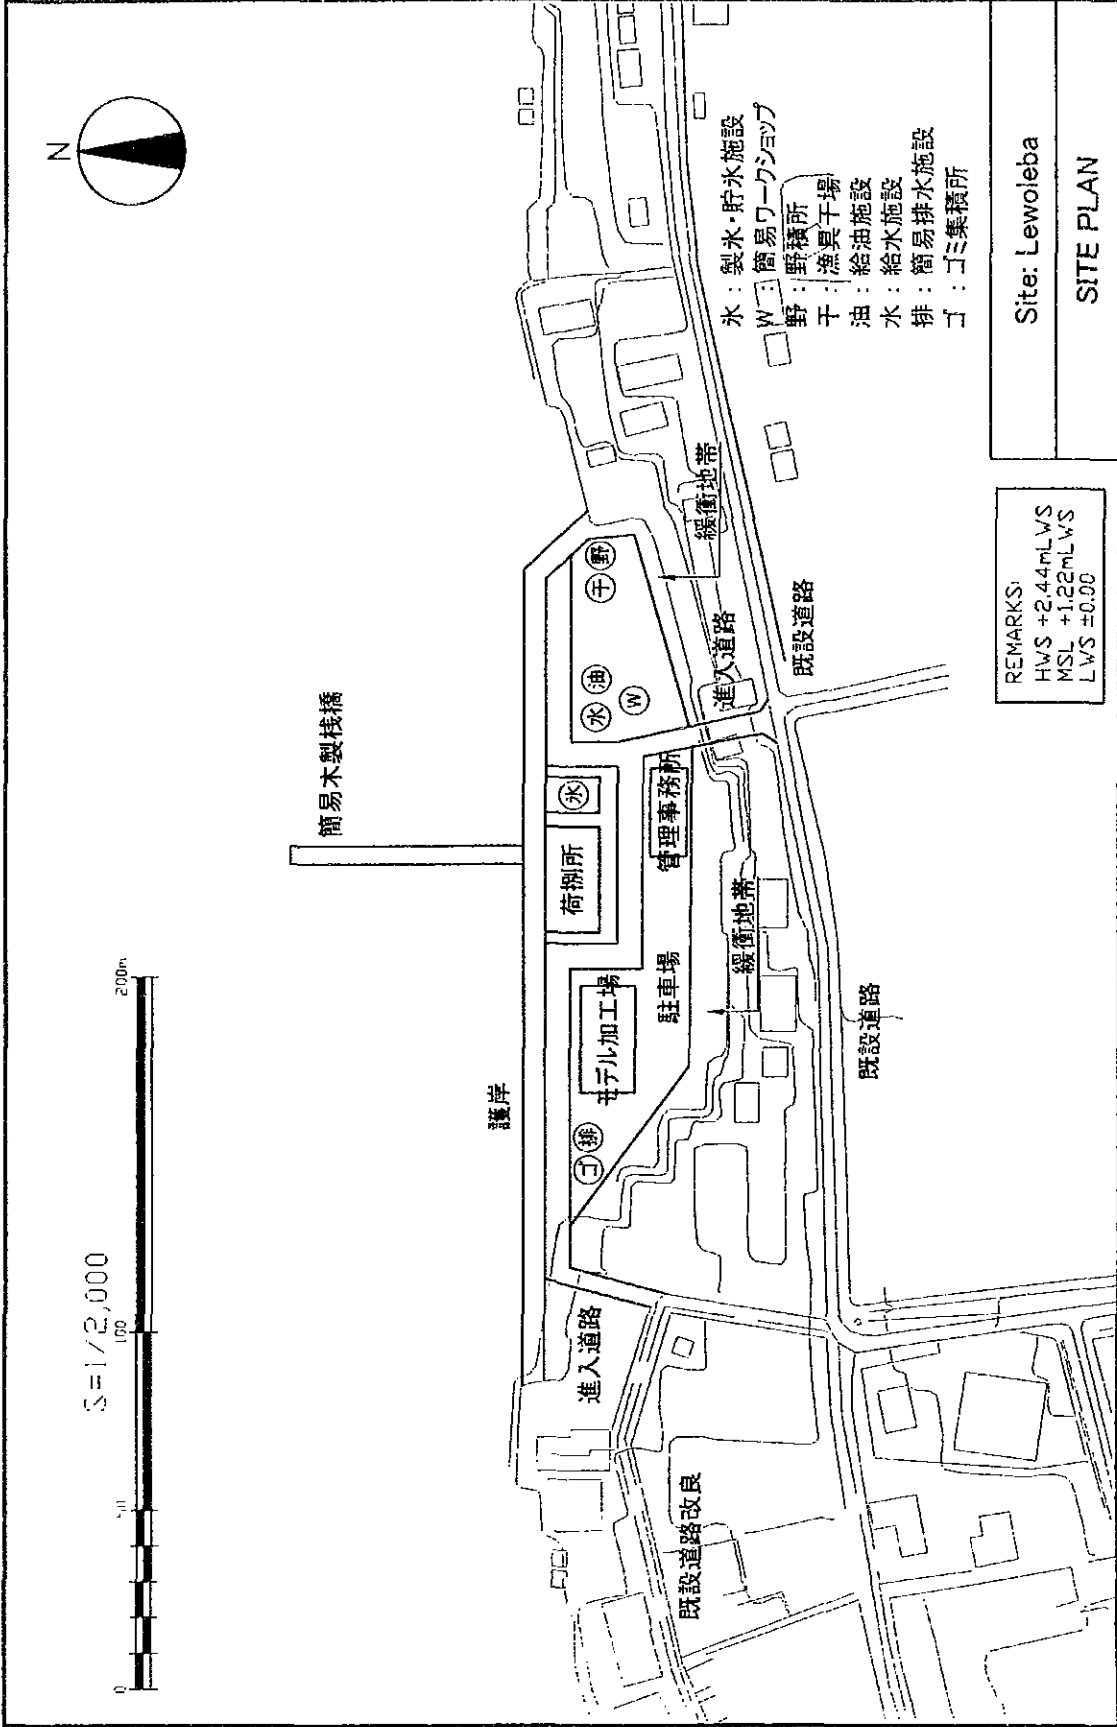 N
S=1/2,000
0
50
100
200m
簡易木製桟橋
護岸
荷捌所
氷
水
油
W
干
野
モデル加工場
駐車場
管理事務所
ゴ
排
進入道路
緩衝地帯
進入道路
緩衝地帯
既設道路
既設道路
既設道路改良
氷：製氷・貯氷施設
W：簡易ワークショップ
野：野積所
干：漁具干場
油：給油施設
水：給水施設
排：簡易排水施設
ゴ：ゴミ集積所
REMARKS:
HWS +2.44mLWS
MSL +1.22mLWS
LWS ±0.00
Site: Lewoleba
SITE PLAN